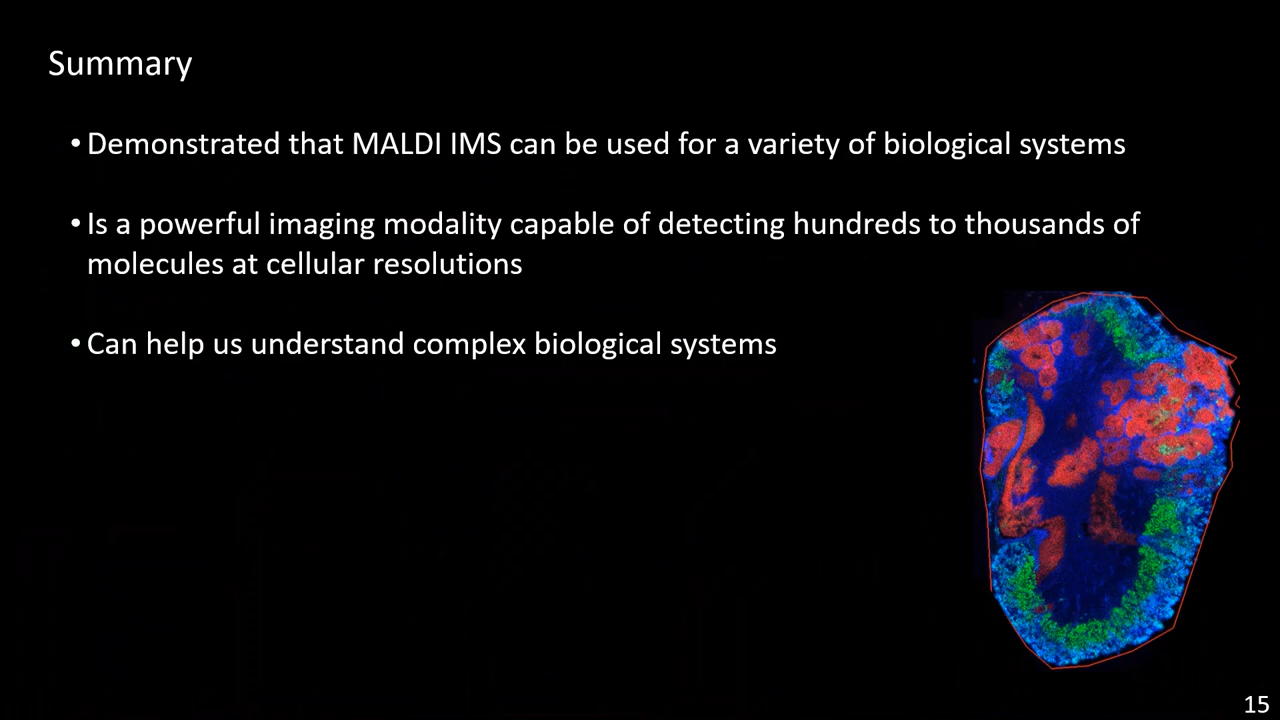 Summary
• Demonstrated that MALDI IMS can be used for a variety of biological systems
• Is a powerful imaging modality capable of detecting hundreds to thousands of
molecules at cellular resolutions
• Can help us understand complex biological systems
15